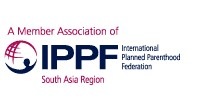 A Member Association of
IPPF
International
Planned Parenthood
Federation
South Asia Region